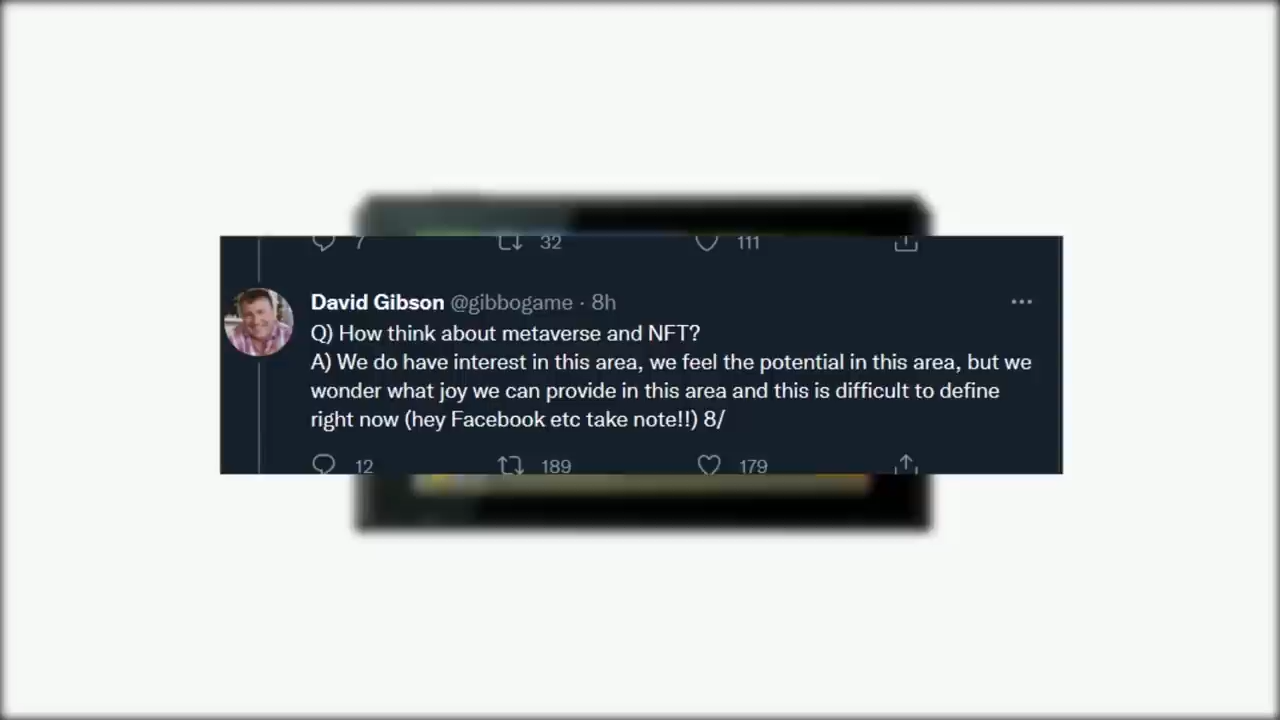 7 32 111
David Gibson @gibbogame · 8h
Q) How think about metaverse and NFT?
A) We do have interest in this area, we feel the potential in this area, but we
wonder what joy we can provide in this area and this is difficult to define
right now (hey Facebook etc take note!!) 8/
12 189 179